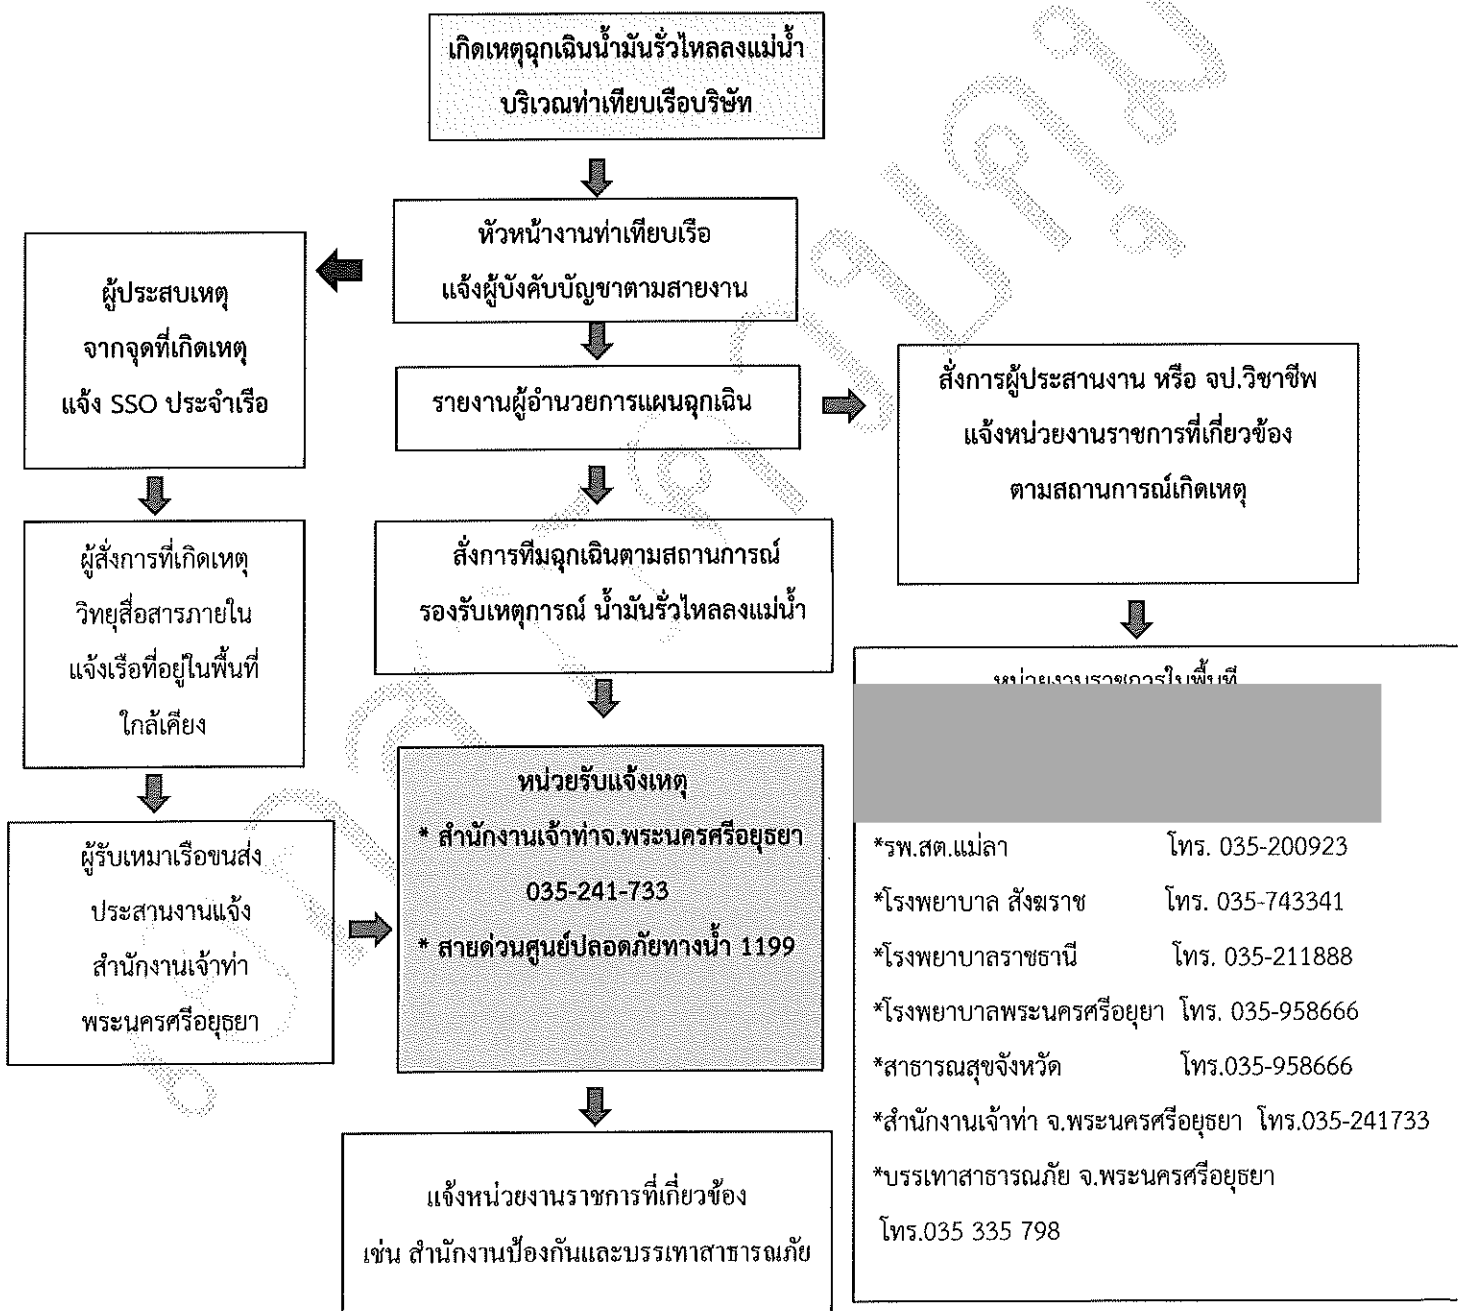 เกิดเหตุฉุกเฉินน้ำมันรั่วไหลลงแม่น้ำ
บริเวณท่าเทียบเรือบริษัท
หัวหน้างานท่าเทียบเรือ
แจ้งผู้บังคับบัญชาตามสายงาน
ผู้ประสบเหตุ
จากจุดที่เกิดเหตุ
แจ้ง SSO ประจำเรือ
รายงานผู้อำนวยการแผนฉุกเฉิน
สั่งการผู้ประสานงาน หรือ จป.วิชาชีพ
แจ้งหน่วยงานราชการที่เกี่ยวข้อง
ตามสถานการณ์เกิดเหตุ
ผู้สั่งการที่เกิดเหตุ
วิทยุสื่อสารภายใน
แจ้งเรือที่อยู่ในพื้นที่
ใกล้เคียง
สั่งการทีมฉุกเฉินตามสถานการณ์
รองรับเหตุการณ์ น้ำมันรั่วไหลลงแม่น้ำ
ผู้รับเหมาเรือขนส่ง
ประสานงานแจ้ง
สำนักงานเจ้าท่า
พระนครศรีอยุธยา
หน่วยรับแจ้งเหตุ
* สำนักงานเจ้าท่าจ.พระนครศรีอยุธยา
035-241-733
* สายด่วนศูนย์ปลอดภัยทางน้ำ 1199
แจ้งหน่วยงานราชการที่เกี่ยวข้อง
เช่น สำนักงานป้องกันและบรรเทาสาธารณภัย
หน่วยงานราชการในพื้นที่
*รพ.สต.แม่ลา โทร. 035-200923
*โรงพยาบาล สังฆราช โทร. 035-743341
*โรงพยาบาลราชธานี โทร. 035-211888
*โรงพยาบาลพระนครศรีอยุยา โทร. 035-958666
*สาธารณสุขจังหวัด โทร.035-958666
*สำนักงานเจ้าท่า จ.พระนครศรีอยุธยา โทร.035-241733
*บรรเทาสาธารณภัย จ.พระนครศรีอยุธยา
โทร.035 335 798